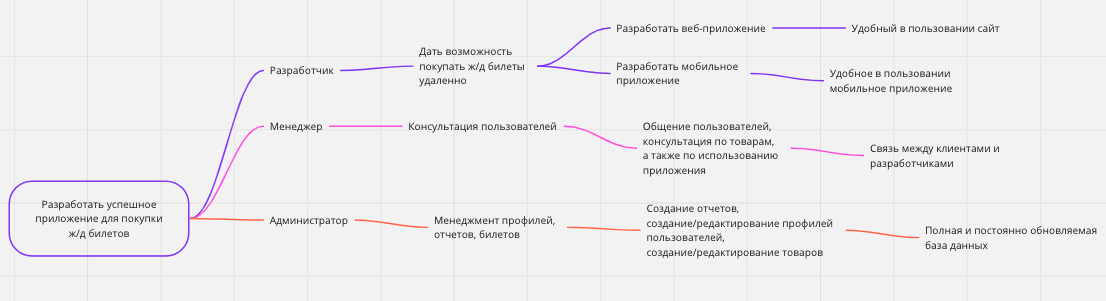 Разработать успешное
приложение для покупки
ж/д билетов
Разработчик
Дать возможность
покупать ж/д билеты
удаленно
Разработать веб-приложение
Удобный в пользовании сайт
Разработать мобильное
приложение
Удобное в пользовании
мобильное приложение
Менеджер
Консультация пользователей
Общение пользователей,
консультация по товарам,
а также по использованию
приложения
Связь между клиентами и
разработчиками
Администратор
Менеджмент профилей,
отчетов, билетов
Создание отчетов,
создание/редактирование профилей
пользователей,
создание/редактирование товаров
Полная и постоянно обновляемая
база данных